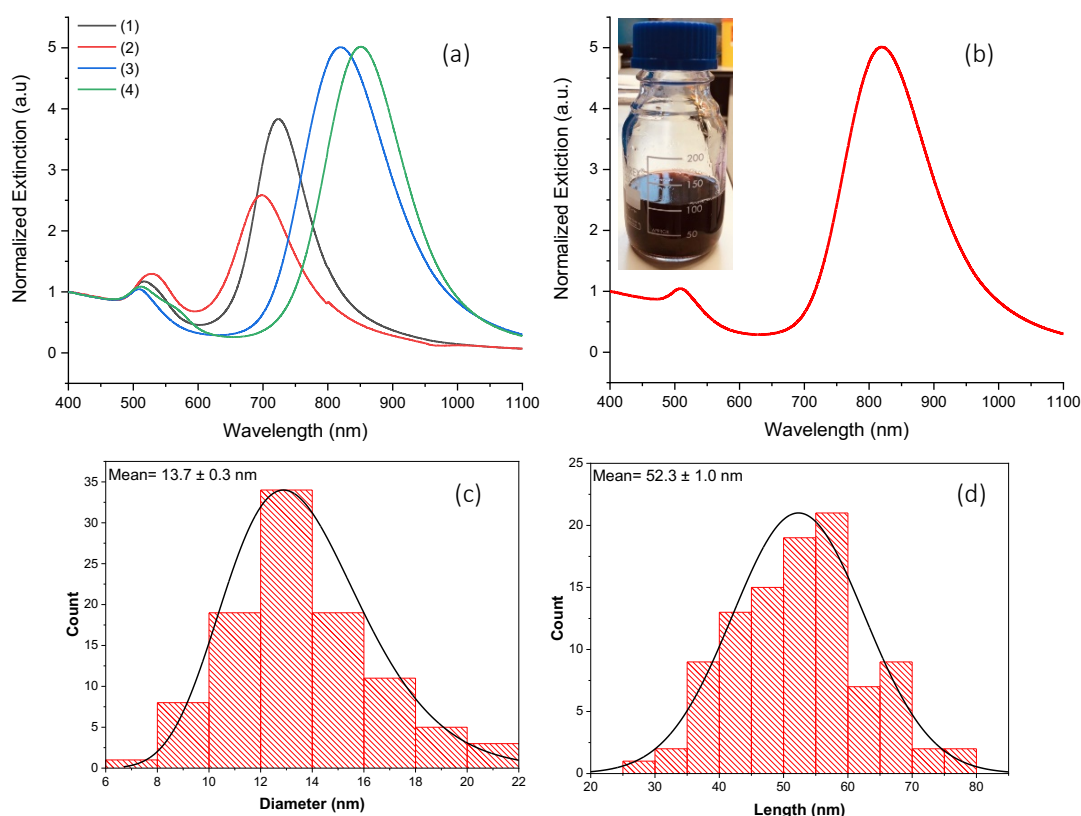 (1)
(2)
(3)
(4)
(a)
Normalized Extinction (a.u)
5
4
3
2
1
0
400 500 600 700 800 900 1000 1100
Wavelength (nm)
(b)
Normalized Extiction (a.u.)
5
4
3
2
1
0
200
150
100
50
400 500 600 700 800 900 1000 1100
Wavelength (nm)
Mean= 13.7 ± 0.3 nm
(c)
Count
35
30
25
20
15
10
5
0
6 8 10 12 14 16 18 20 22
Diameter (nm)
Mean= 52.3 ± 1.0 nm
(d)
Count
25
20
15
10
5
0
20 30 40 50 60 70 80
Length (nm)